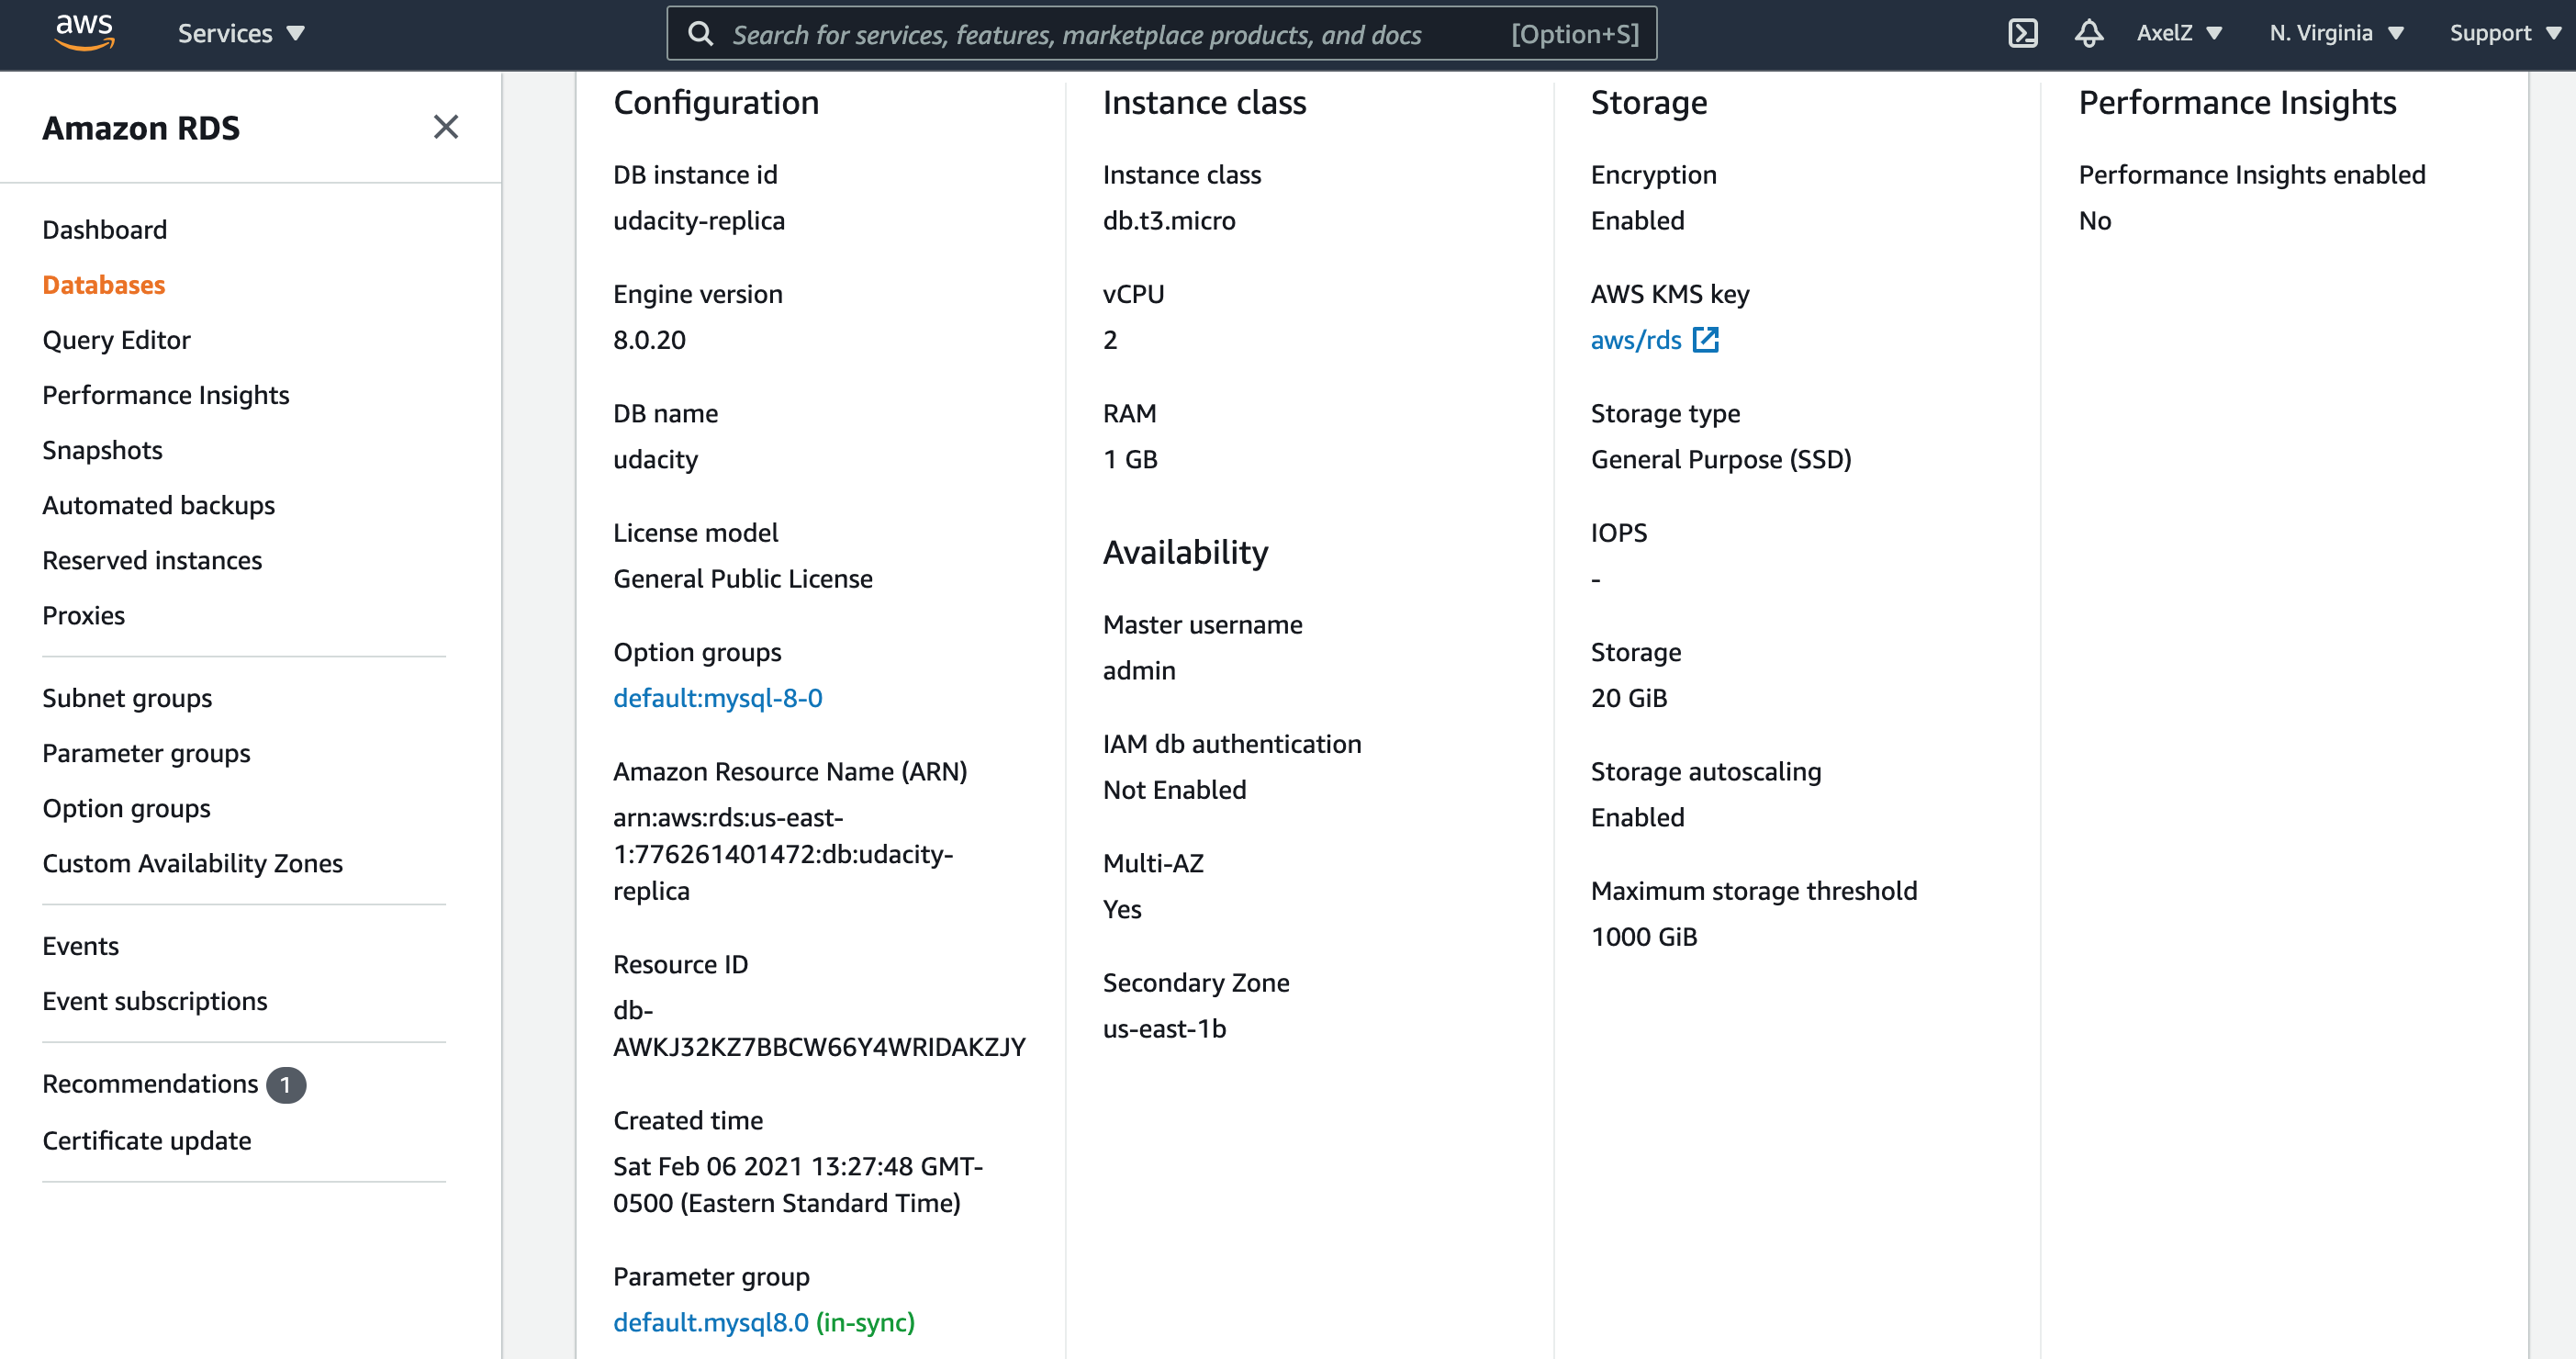 aws
Services
Search for services, features, marketplace products, and docs
[Option+S]
AxelZ
N. Virginia
Support
Amazon RDS
Dashboard
Databases
Query Editor
Performance Insights
Snapshots
Automated backups
Reserved instances
Proxies
Subnet groups
Parameter groups
Option groups
Custom Availability Zones
Events
Event subscriptions
Recommendations 1
Certificate update
Configuration
DB instance id
udacity-replica
Engine version
8.0.20
DB name
udacity
License model
General Public License
Option groups
default:mysql-8-0
Amazon Resource Name (ARN)
arn:aws:rds:us-east-
1:776261401472:db:udacity-
replica
Resource ID
db-
AWKJ32KZ7BBCW66Y4WRIDAKZJY
Created time
Sat Feb 06 2021 13:27:48 GMT-
0500 (Eastern Standard Time)
Parameter group
default.mysql8.0 (in-sync)
Instance class
Instance class
db.t3.micro
vCPU
2
RAM
1 GB
Availability
Master username
admin
IAM db authentication
Not Enabled
Multi-AZ
Yes
Secondary Zone
us-east-1b
Storage
Encryption
Enabled
AWS KMS key
aws/rds
Storage type
General Purpose (SSD)
IOPS
-
Storage
20 GiB
Storage autoscaling
Enabled
Maximum storage threshold
1000 GiB
Performance Insights
Performance Insights enabled
No